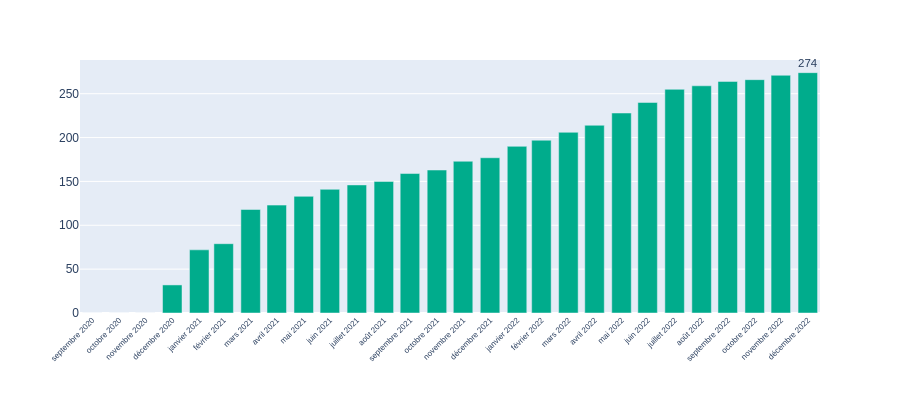 274
250
200
150
100
50
0
septembre 2020
octobre 2020
novembre 2020
décembre 2020
janvier 2021
février 2021
mars 2021
avril 2021
mai 2021
juin 2021
juillet 2021
août 2021
septembre 2021
octobre 2021
novembre 2021
décembre 2021
janvier 2022
février 2022
mars 2022
avril 2022
mai 2022
juin 2022
juillet 2022
août 2022
septembre 2022
octobre 2022
novembre 2022
décembre 2022